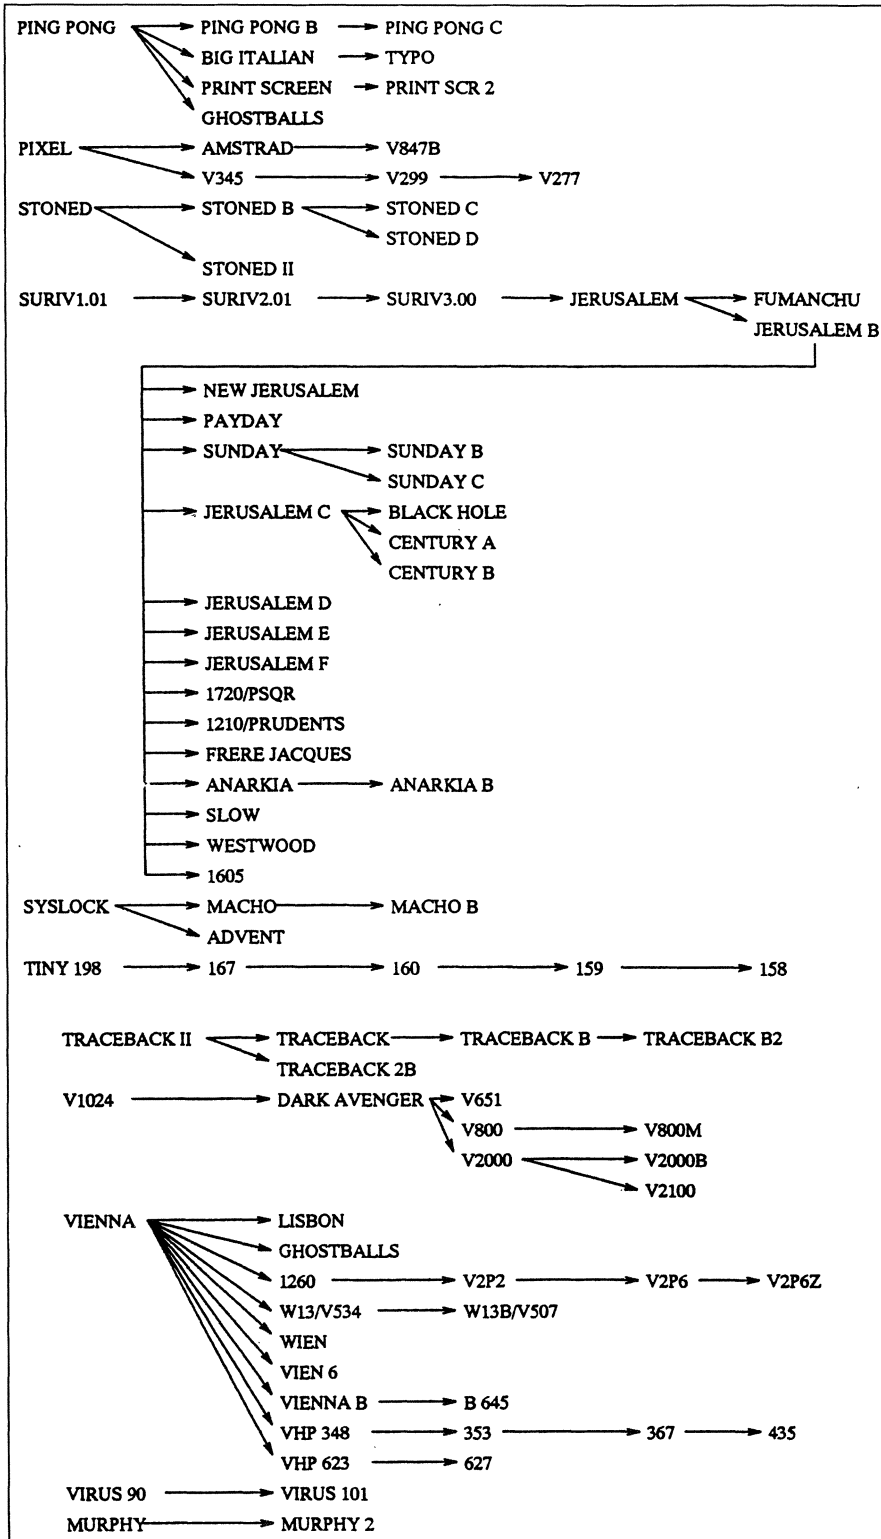 PING PONG PING PONG B PING PONG C
BIG ITALIAN TYPO
PRINT SCREEN PRINT SCR 2
GHOSTBALLS
PIXEL AMSTRAD V847B
V345 V299 V277
STONED STONED B STONED C
STONED D
STONED II
SURIV1.01 SURIV2.01 SURIV3.00 JERUSALEM FUMANCHU
JERUSALEM B
NEW JERUSALEM
PAYDAY
SUNDAY SUNDAY B
SUNDAY C
JERUSALEM C BLACK HOLE
CENTURY A
CENTURY B
JERUSALEM D
JERUSALEM E
JERUSALEM F
1720/PSQR
1210/PRUDENTS
FRERE JACQUES
ANARKIA ANARKIA B
SLOW
WESTWOOD
1605
SYSLOCK MACHO MACHO B
ADVENT
TINY 198 167 160 159 158
TRACEBACK II TRACEBACK TRACEBACK B TRACEBACK B2
TRACEBACK 2B
V1024 DARK AVENGER V651
V800 V800M
V2000 V2000B
V2100
VIENNA LISBON
GHOSTBALLS
1260 V2P2 V2P6 V2P6Z
W13/V534 W13B/V507
WIEN
VIEN 6
VIENNA B B 645
VHP 348 353 367 435
VHP 623 627
VIRUS 90 VIRUS 101
MURPHY MURPHY 2